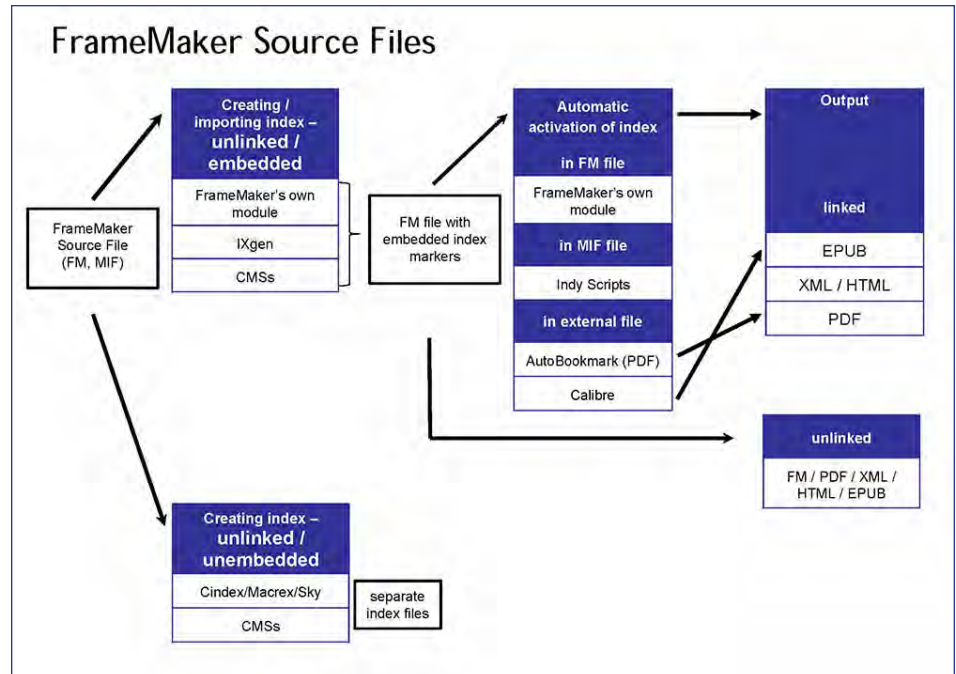 FrameMaker Source Files
FrameMaker
Source File
(FM, MIF)
Creating /
importing index –
unlinked /
embedded
FrameMaker's own
module
IXgen
CMSs
FM file with
embedded index
markers
Automatic
activation of index
in FM file
FrameMaker's own
module
in MIF file
Indy Scripts
in external file
AutoBookmark (PDF)
Calibre
Output
linked
EPUB
XML / HTML
PDF
unlinked
FM / PDF / XML /
HTML / EPUB
Creating index –
unlinked /
unembedded
Cindex/Macrex/Sky
CMSs
separate
index files